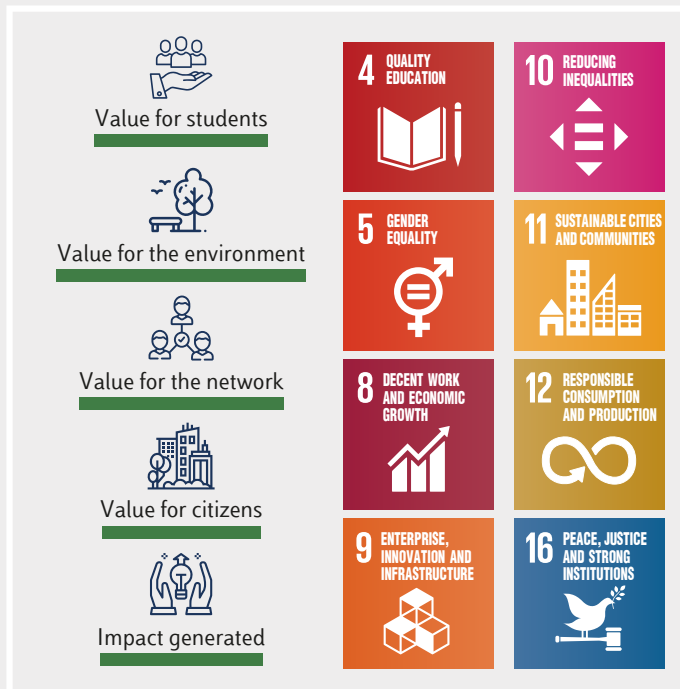 Value for students
Value for the environment
Value for the network
Value for citizens
Impact generated
4 QUALITY
EDUCATION
10 REDUCING
INEQUALITIES
5 GENDER
EQUALITY
11 SUSTAINABLE CITIES
AND COMMUNITIES
8 DECENT WORK
AND ECONOMIC
GROWTH
12 RESPONSIBLE
CONSUMPTION
AND PRODUCTION
9 ENTERPRISE,
INNOVATION AND
INFRASTRUCTURE
16 PEACE, JUSTICE
AND STRONG
INSTITUTIONS